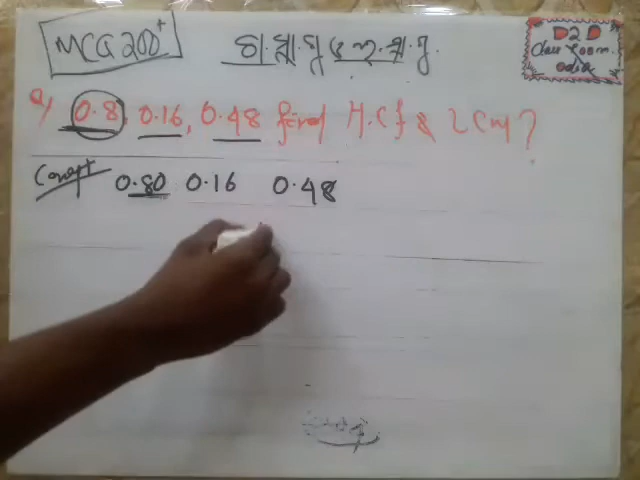 MCQ 200+
D2D
Class room
Odia
Q) 0.8, 0.16, 0.48 find H.C.f & LCM?
Concept 0.80 0.16 0.48